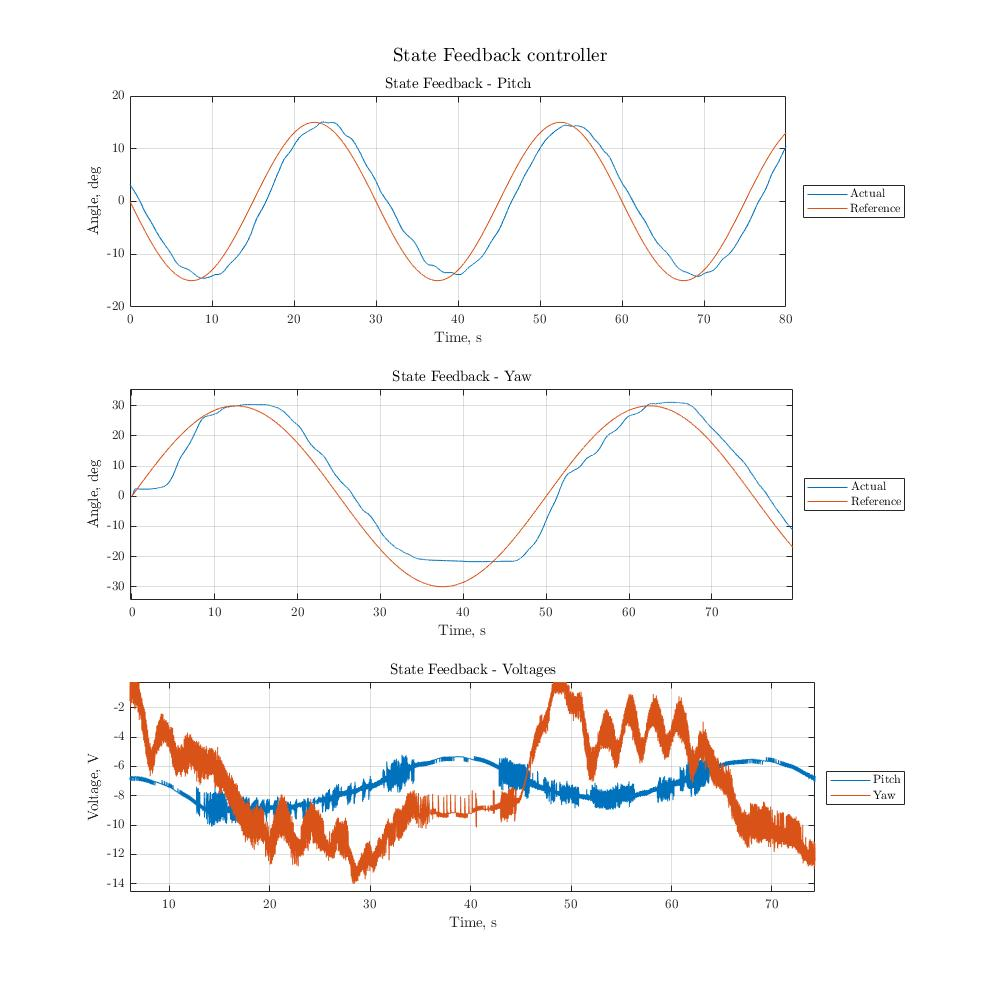 State Feedback controller
State Feedback - Pitch
20
10
0
-10
-20
Angle, deg
0 10 20 30 40 50 60 70 80
Time, s
Actual
Reference
State Feedback - Yaw
30
20
10
0
-10
-20
-30
Angle, deg
0 10 20 30 40 50 60 70
Time, s
Actual
Reference
State Feedback - Voltages
-2
-4
-6
-8
-10
-12
-14
Voltage, V
10 20 30 40 50 60 70
Time, s
Pitch
Yaw